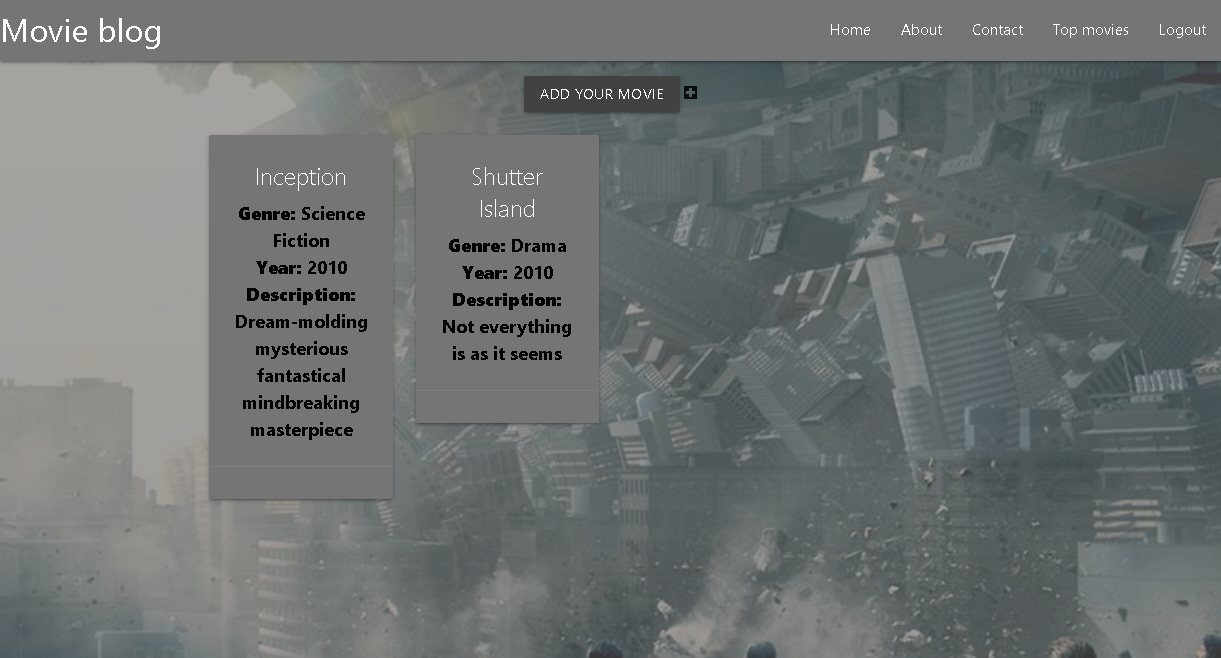 Movie blog
Home About Contact Top movies Logout
ADD YOUR MOVIE
Inception
Genre: Science
Fiction
Year: 2010
Description:
Dream-molding
mysterious
fantastical
mindbreaking
masterpiece
Shutter
Island
Genre: Drama
Year: 2010
Description:
Not everything
is as it seems